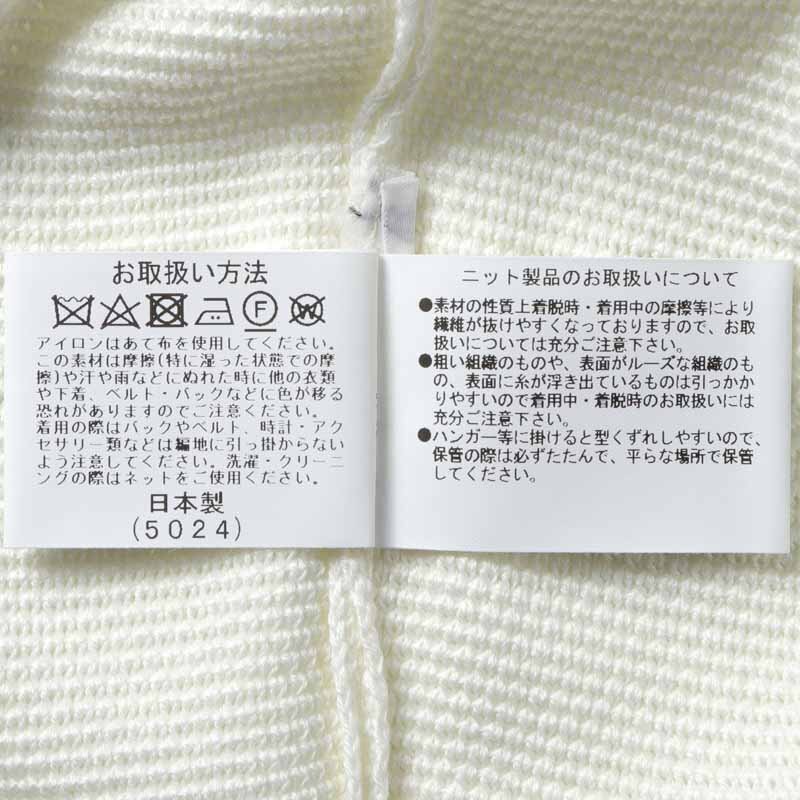 お取扱い方法
F W
アイロンはあて布を使用してください。
この素材は摩擦(特に湿った状態での摩
擦)や汗や雨などにぬれた時に他の衣類
や下着、ベルト・バックなどに色が移る
恐れがありますのでご注意ください。
着用の際はバックやベルト、時計・アク
セサリー類などは編地に引っ掛からない
よう注意してください。洗濯・クリーニ
ングの際はネットをご使用ください。
日本製
(5024)
ニット製品のお取扱いについて
●素材の性質上着脱時・着用中の摩擦等により
繊維が抜けやすくなっておりますので、お取
扱いについては充分ご注意下さい。
●粗い組織のものや、表面がルーズな組織のも
の、表面に糸が浮き出ているものは引っかか
りやすいので着用中・着脱時のお取扱いには
充分ご注意下さい。
●ハンガー等に掛けると型くずれしやすいので、
保管の際は必ずたたんで、平らな場所で保管
してください。